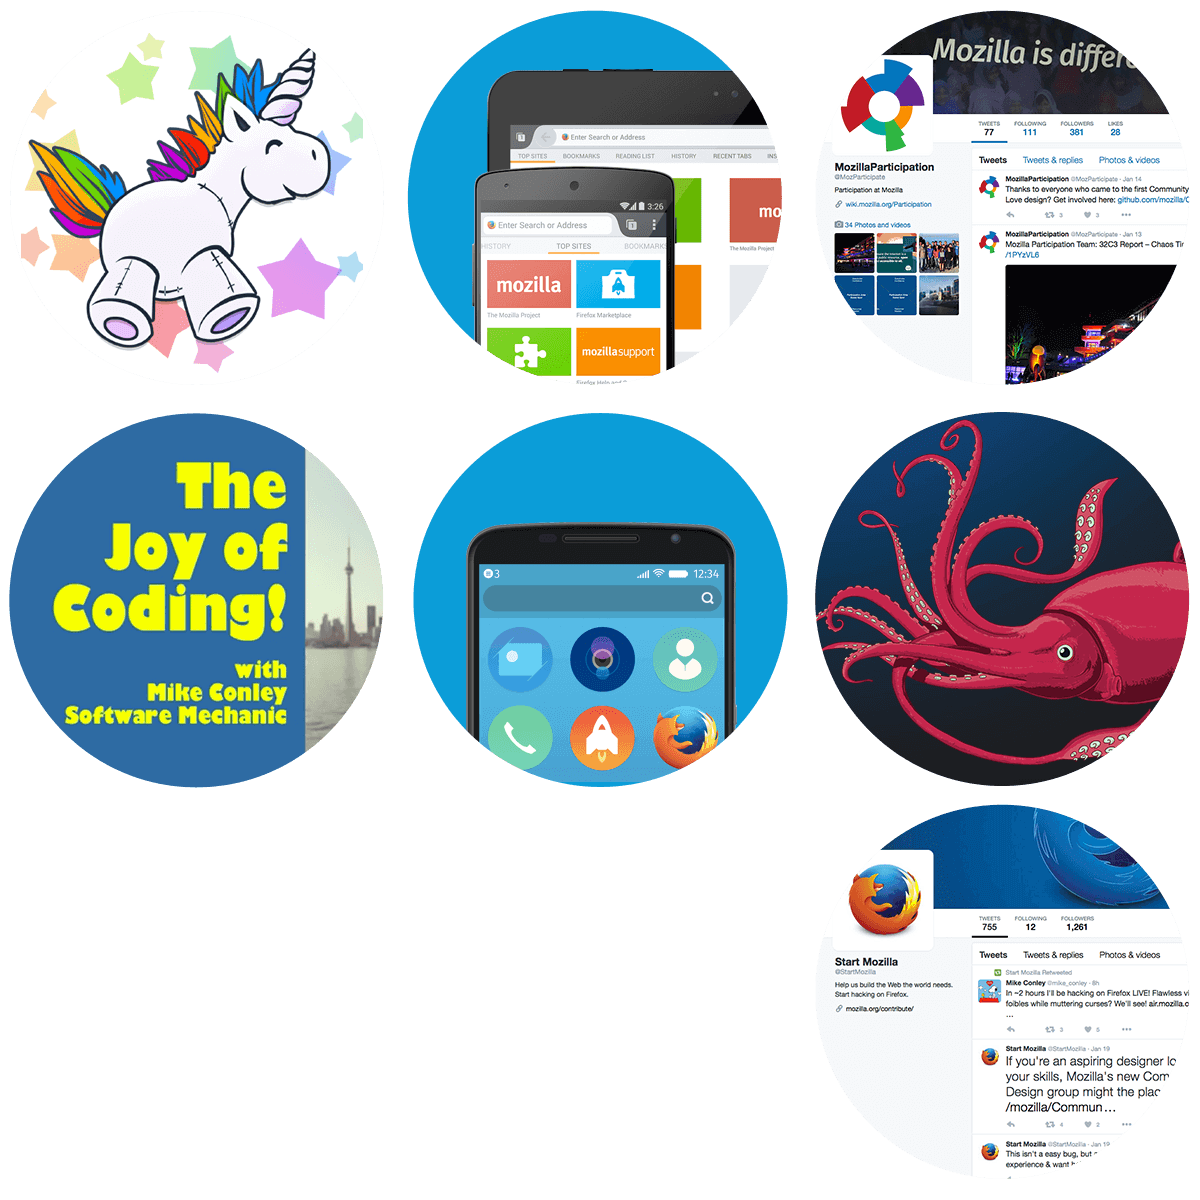 Enter Search or Address
TOP SITES
BOOKMARKS
READING LIST
HISTORY
RECENT TABS
INS
3:26
Enter Search or Address
HISTORY
TOP SITES
BOOKMARK
mozilla
The Mozilla Project
Firefox Marketplace
mozilla support
mo
The Mozilla Project
Mozilla is differ
TWEETS
77
FOLLOWING
111
FOLLOWERS
381
LIKES
28
MozillaParticipation
@MozParticipate
Participation at Mozilla
wiki.mozilla.org/Participation
34 Photos and videos
Tweets Tweets & replies Photos & videos
MozillaParticipation @MozParticipate · Jan 14
Thanks to everyone who came to the first Community
Love design? Get involved here: github.com/mozilla/C
3 3
MozillaParticipation @MozParticipate · Jan 13
Mozilla Participation Team: 32C3 Report – Chaos Tir
/1PYzVL6
The
Joy of
Coding!
with
Mike Conley
Software Mechanic
3
12:34
TWEETS
755
FOLLOWING
12
FOLLOWERS
1,261
Start Mozilla
@StartMozilla
Help us build the Web the world needs.
Start hacking on Firefox.
mozilla.org/contribute/
Tweets Tweets & replies Photos & videos
Start Mozilla Retweeted
Mike Conley @mike_conley · 8h
In ~2 hours I'll be hacking on Firefox LIVE! Flawless vi
foibles while muttering curses? We'll see! air.mozilla.c
...
3 5
Start Mozilla @StartMozilla · Jan 19
If you're an aspiring designer lo
your skills, Mozilla's new Com
Design group might the plac
/mozilla/Commun ...
4 2
Start Mozilla @StartMozilla · Jan 19
This isn't a easy bug, but
experience & want